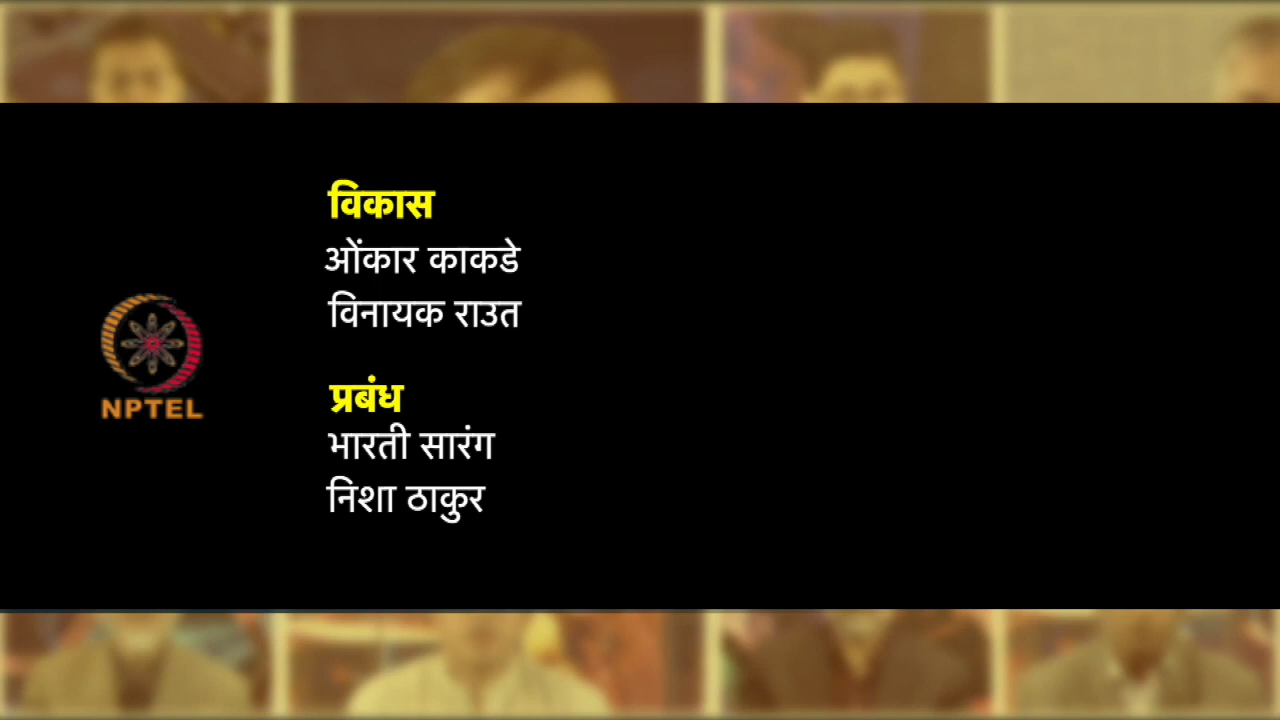 विकास
ओंकार काकडे
विनायक राउत
प्रबंध
भारती सारंग
निशा ठाकुर
NPTEL